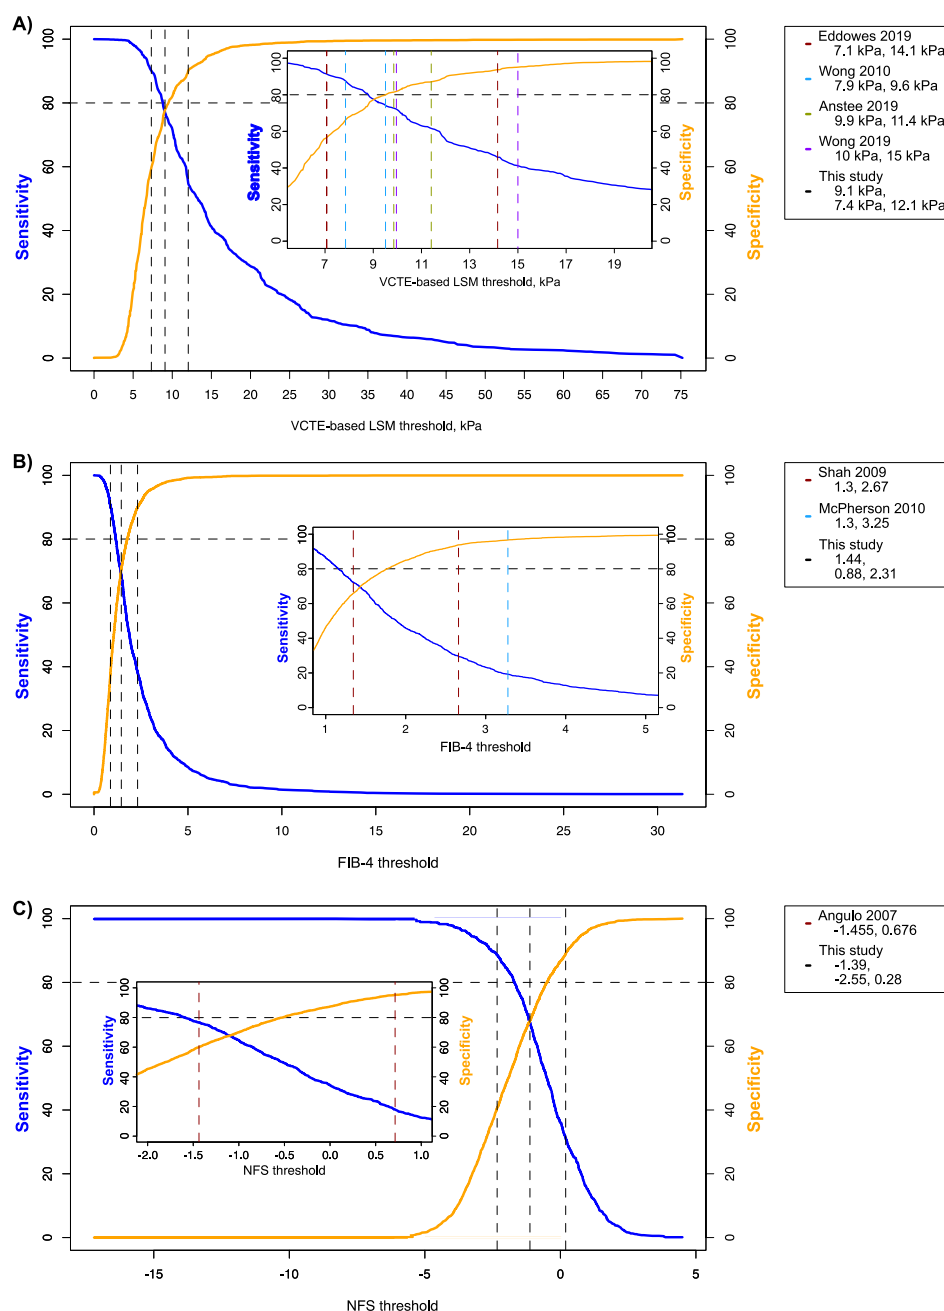 A)
Sensitivity
100
80
60
40
20
0
Specificity
100
80
60
40
20
0
0 5 10 15 20 25 30 35 40 45 50 55 60 65 70 75
VCTE-based LSM threshold, kPa
Sensitivity
100
80
60
40
20
0
Specificity
100
80
60
40
20
0
7 9 11 13 15 17 19
VCTE-based LSM threshold, kPa
Eddowes 2019
7.1 kPa, 14.1 kPa
Wong 2010
7.9 kPa, 9.6 kPa
Anstee 2019
9.9 kPa, 11.4 kPa
Wong 2019
10 kPa, 15 kPa
This study
9.1 kPa,
7.4 kPa, 12.1 kPa
B)
Sensitivity
100
80
60
40
20
0
Specificity
100
80
60
40
20
0
0 5 10 15 20 25 30
FIB-4 threshold
Sensitivity
100
80
60
40
20
0
Specificity
100
80
60
40
20
0
1 2 3 4 5
FIB-4 threshold
Shah 2009
1.3, 2.67
McPherson 2010
1.3, 3.25
This study
1.44,
0.88, 2.31
C)
Sensitivity
100
80
60
40
20
0
Specificity
100
80
60
40
20
0
-15 -10 -5 0 5
NFS threshold
Sensitivity
100
80
60
40
20
0
Specificity
100
80
60
40
20
0
-2.0 -1.5 -1.0 -0.5 0.0 0.5 1.0
NFS threshold
Angulo 2007
-1.455, 0.676
This study
-1.39,
-2.55, 0.28